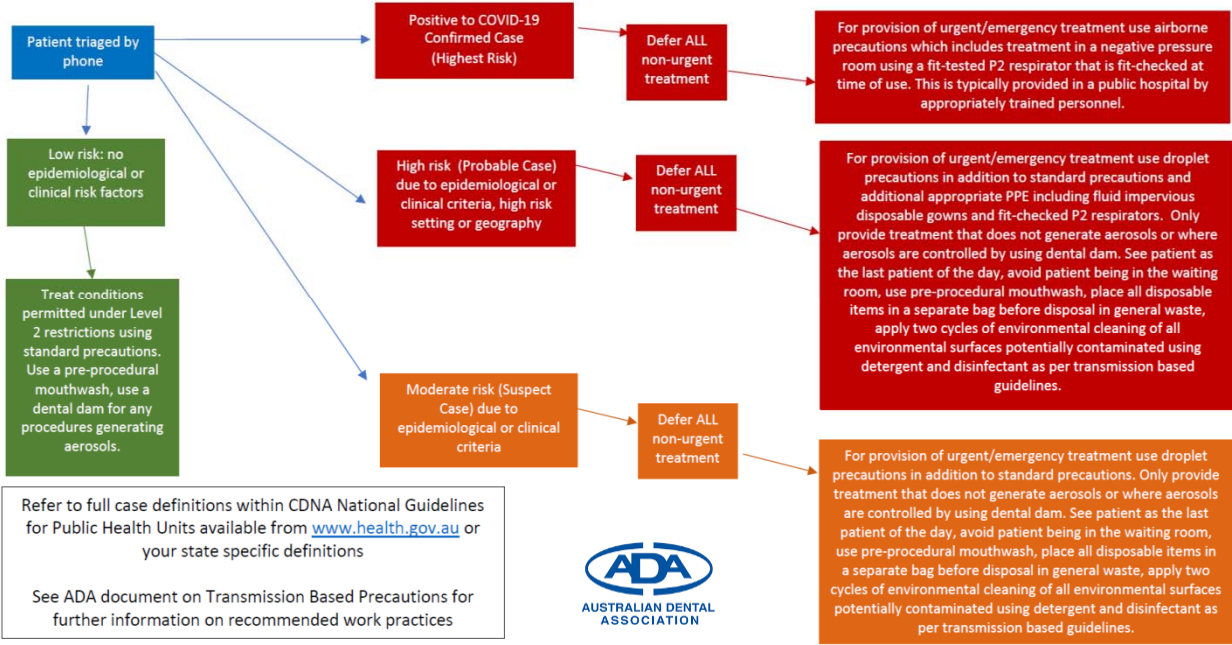 Patient triaged by
phone
Positive to COVID-19
Confirmed Case
(Highest Risk)
Defer ALL
non-urgent
treatment
For provision of urgent/emergency treatment use airborne
precautions which includes treatment in a negative pressure
room using a fit-tested P2 respirator that is fit-checked at
time of use. This is typically provided in a public hospital by
appropriately trained personnel.
Low risk: no
epidemiological or
clinical risk factors
High risk (Probable Case)
due to epidemiological or
clinical criteria, high risk
setting or geography
Defer ALL
non-urgent
treatment
For provision of urgent/emergency treatment use droplet
precautions in addition to standard precautions and
additional appropriate PPE including fluid impervious
disposable gowns and fit-checked P2 respirators. Only
provide treatment that does not generate aerosols or where
aerosols are controlled by using dental dam. See patient as
the last patient of the day, avoid patient being in the waiting
room, use pre-procedural mouthwash, place all disposable
items in a separate bag before disposal in general waste,
apply two cycles of environmental cleaning of all
environmental surfaces potentially contaminated using
detergent and disinfectant as per transmission based
guidelines.
Treat conditions
permitted under Level
2 restrictions using
standard precautions.
Use a pre-procedural
mouthwash, use a
dental dam for any
procedures generating
aerosols.
Moderate risk (Suspect
Case) due to
epidemiological or clinical
criteria
Defer ALL
non-urgent
treatment
For provision of urgent/emergency treatment use droplet
precautions in addition to standard precautions. Only provide
treatment that does not generate aerosols or where aerosols
are controlled by using dental dam. See patient as the last
patient of the day, avoid patient being in the waiting room,
use pre-procedural mouthwash, place all disposable items in
a separate bag before disposal in general waste, apply two
cycles of environmental cleaning of all environmental surfaces
potentially contaminated using detergent and disinfectant as
per transmission based guidelines.
Refer to full case definitions within CDNA National Guidelines
for Public Health Units available from www.health.gov.au or
your state specific definitions
See ADA document on Transmission Based Precautions for
further information on recommended work practices
ADA
AUSTRALIAN DENTAL
ASSOCIATION